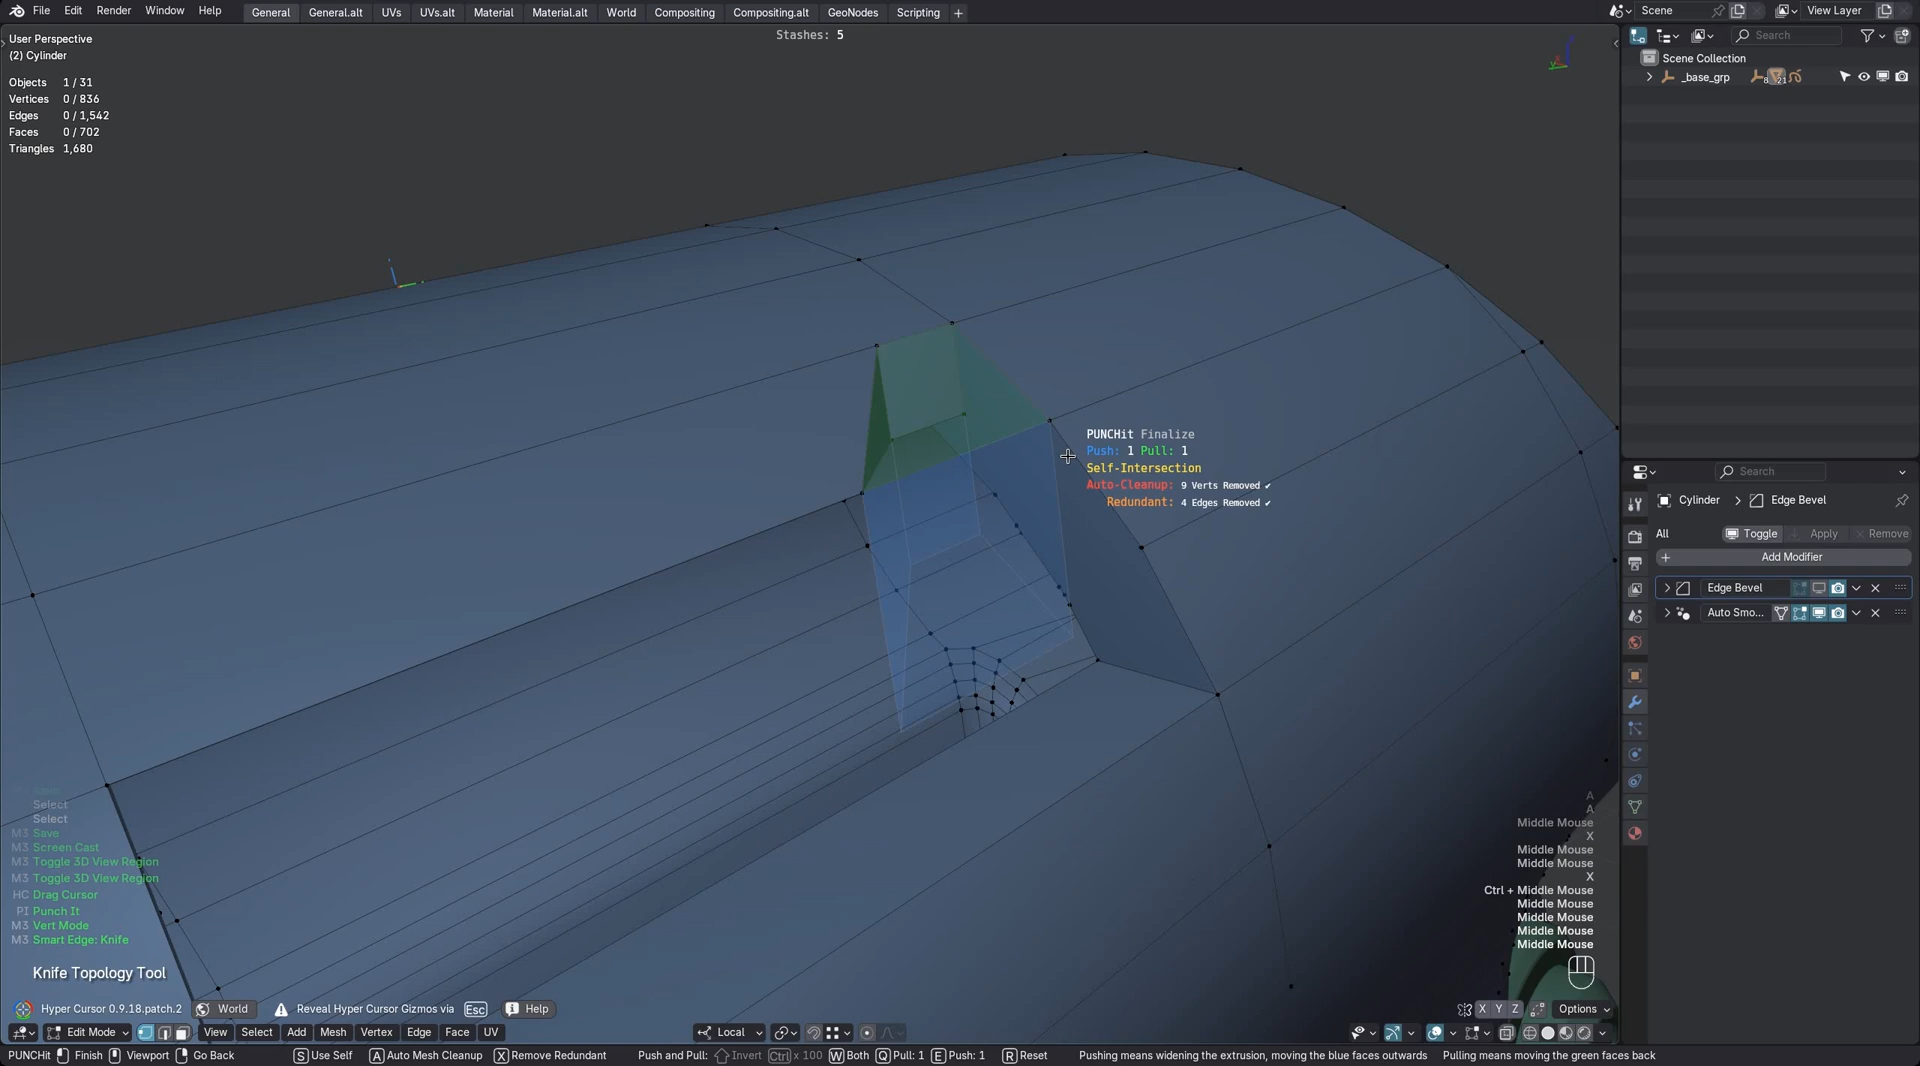 File Edit Render Window Help
General General.alt UVs UVs.alt Material Material.alt World Compositing Compositing.alt GeoNodes Scripting
Scene
View Layer
User Perspective
(2) Cylinder
Stashes: 5
Objects 1 / 31
Vertices 0 / 836
Edges 0 / 1,542
Faces 0 / 702
Triangles 1,680
Search
Scene Collection
_base_grp
PUNCHit Finalize
Push: 1 Pull: 1
Self-Intersection
Auto-Cleanup: 9 Verts Removed ✔
Redundant: 4 Edges Removed ✔
Search
Cylinder > Edge Bevel
All Toggle Apply Remove
Add Modifier
Edge Bevel
Auto Smo...
Select
Select
M3 Save
M3 Screen Cast
M3 Toggle 3D View Region
M3 Toggle 3D View Region
HC Drag Cursor
PI Punch It
M3 Vert Mode
M3 Smart Edge: Knife
Knife Topology Tool
A
A
Middle Mouse
X
Middle Mouse
Middle Mouse
X
Ctrl + Middle Mouse
Middle Mouse
Middle Mouse
Middle Mouse
Middle Mouse
Hyper Cursor 0.9.18.patch.2 World Reveal Hyper Cursor Gizmos via Esc Help
X Y Z Options
Edit Mode View Select Add Mesh Vertex Edge Face UV Local
PUNCHit Finish Viewport Go Back S Use Self A Auto Mesh Cleanup X Remove Redundant Push and Pull: Invert Ctrl x 100 W Both Q Pull: 1 E Push: 1 R Reset Pushing means widening the extrusion, moving the blue faces outwards Pulling means moving the green faces back